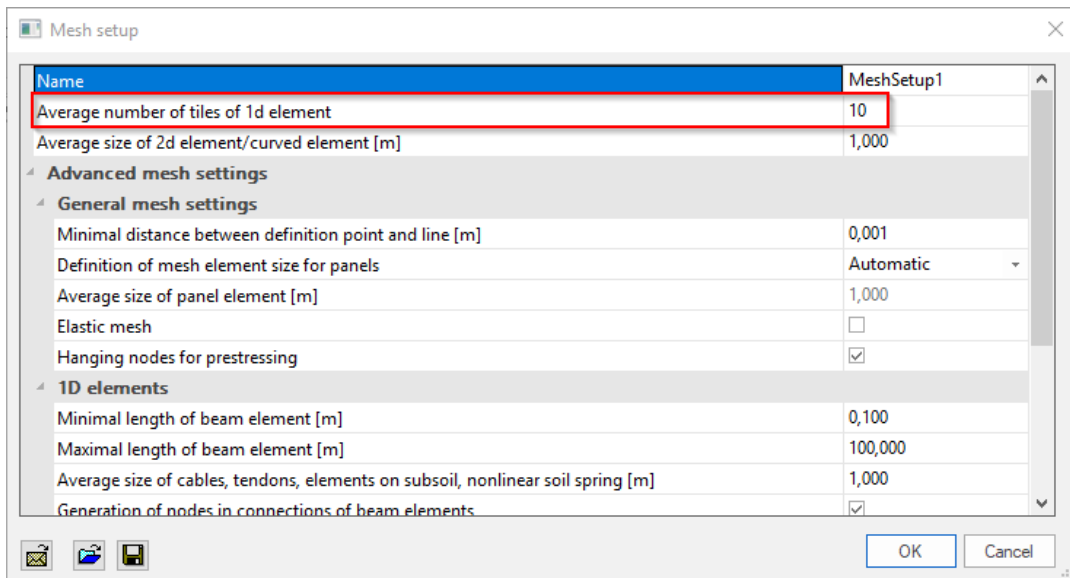 Mesh setup
Name MeshSetup1
Average number of tiles of 1d element 10
Average size of 2d element/curved element [m] 1,000
Advanced mesh settings
General mesh settings
Minimal distance between definition point and line [m] 0,001
Definition of mesh element size for panels Automatic
Average size of panel element [m] 1,000
Elastic mesh
Hanging nodes for prestressing
1D elements
Minimal length of beam element [m] 0,100
Maximal length of beam element [m] 100,000
Average size of cables, tendons, elements on subsoil, nonlinear soil spring [m] 1,000
Generation of nodes in connections of beam elements
OK Cancel